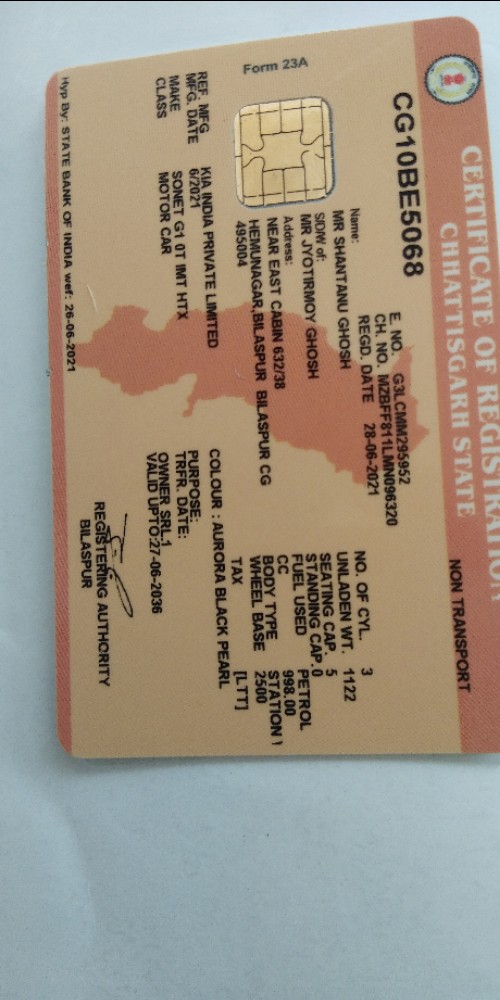 CERTIFICATE OF REGISTRATION
CHHATTISGARH STATE
NON TRANSPORT
CG10BE5068
E. NO. G3LCMM295952
CH. NO. MZBFF811LMN096320
REGD. DATE 28-06-2021
Name:
MR SHANTANU GHOSH
S/D/W of:
MR JYOTIRMOY GHOSH
Address:
NEAR EAST CABIN 632/38
HEMUNAGAR,BILASPUR BILASPUR CG
495004
NO. OF CYL. 3
UNLADEN WT. 1122
SEATING CAP. 5
STANDING CAP.0
FUEL USED PETROL
CC 998.00
BODY TYPE STATION
WHEEL BASE 2500
TAX [LTT]
Form 23A
REF. MFG KIA INDIA PRIVATE LIMITED
MFG. DATE 6/2021
MAKE SONET G1 0T IMT HTX
CLASS MOTOR CAR
COLOUR : AURORA BLACK PEARL
PURPOSE:
TRFR. DATE:
OWNER SRL.1
VALID UPTO:27-06-2036
REGISTERING AUTHORITY
BILASPUR
Hyp By: STATE BANK OF INDIA wef: 26-06-2021